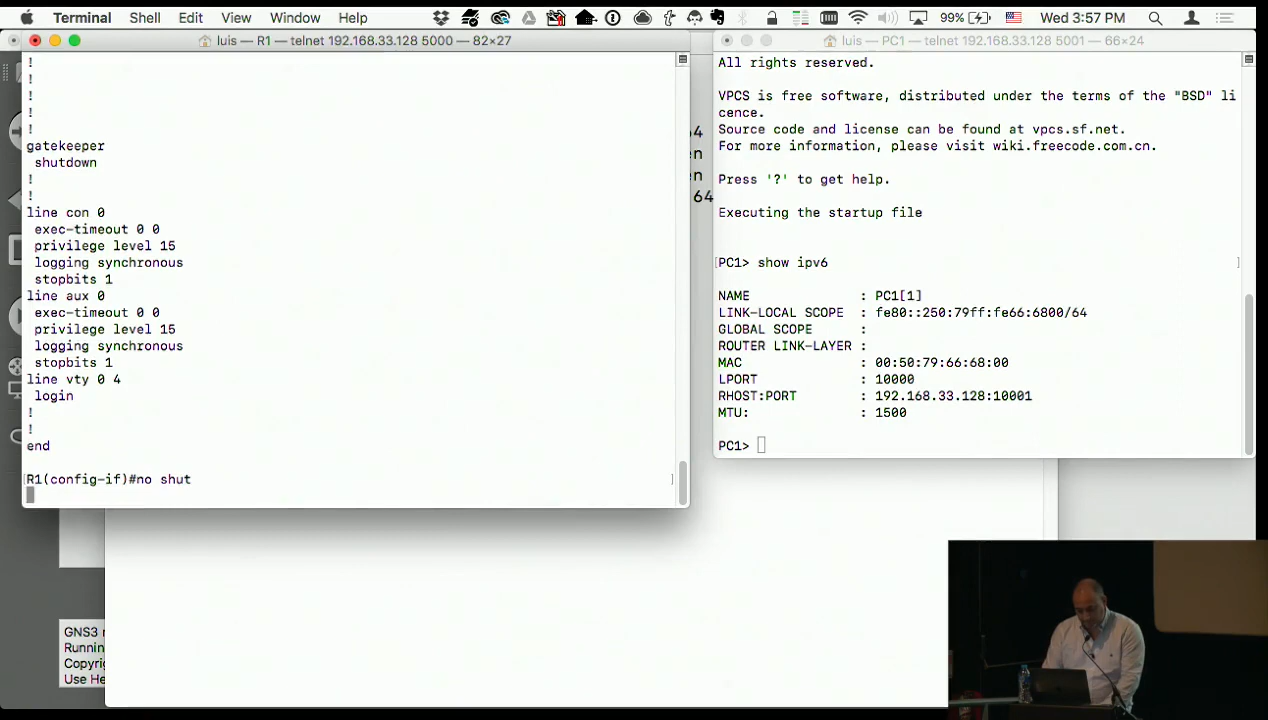 Terminal Shell Edit View Window Help 99% Wed 3:57 PM
luis — R1 — telnet 192.168.33.128 5000 — 82×27
!
!
!
!
!
gatekeeper
 shutdown
!
!
line con 0
 exec-timeout 0 0
 privilege level 15
 logging synchronous
 stopbits 1
line aux 0
 exec-timeout 0 0
 privilege level 15
 logging synchronous
 stopbits 1
line vty 0 4
 login
!
!
end
[R1(config-if)#no shut ]
64
en
en
64
luis — PC1 — telnet 192.168.33.128 5001 — 66×24
All rights reserved.
VPCS is free software, distributed under the terms of the "BSD" li
cence.
Source code and license can be found at vpcs.sf.net.
For more information, please visit wiki.freecode.com.cn.
Press '?' to get help.
Executing the startup file
[PC1> show ipv6 ]
NAME : PC1[1]
LINK-LOCAL SCOPE : fe80::250:79ff:fe66:6800/64
GLOBAL SCOPE :
ROUTER LINK-LAYER :
MAC : 00:50:79:66:68:00
LPORT : 10000
RHOST:PORT : 192.168.33.128:10001
MTU: : 1500
PC1>
GNS3
Runnin
Copyrig
Use He